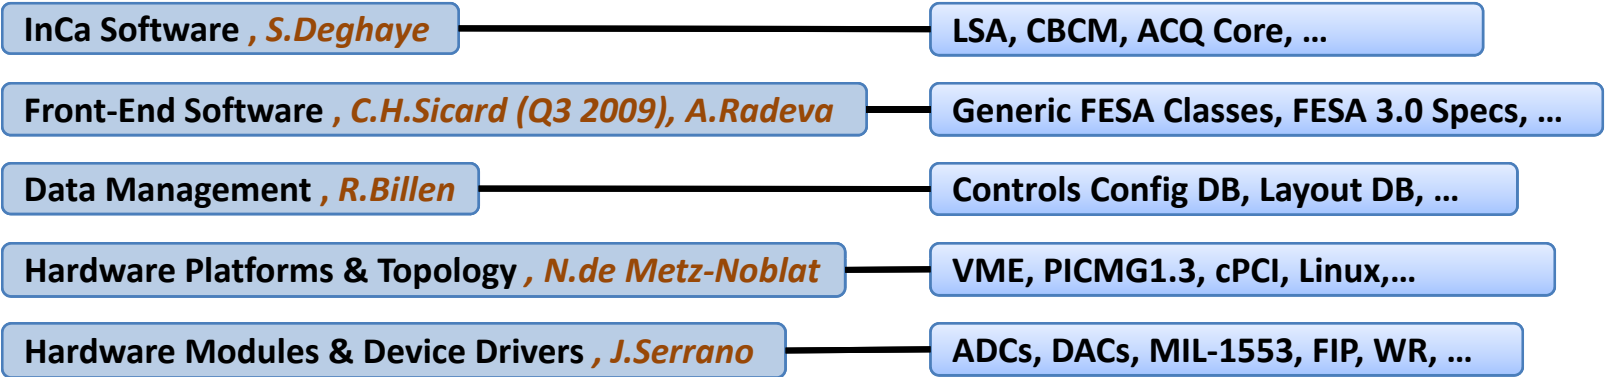 InCa Software , S.Deghaye
LSA, CBCM, ACQ Core, ...
Front-End Software , C.H.Sicard (Q3 2009), A.Radeva
Generic FESA Classes, FESA 3.0 Specs, ...
Data Management , R.Billen
Controls Config DB, Layout DB, ...
Hardware Platforms & Topology , N.de Metz-Noblat
VME, PICMG1.3, cPCI, Linux,...
Hardware Modules & Device Drivers , J.Serrano
ADCs, DACs, MIL-1553, FIP, WR, ...